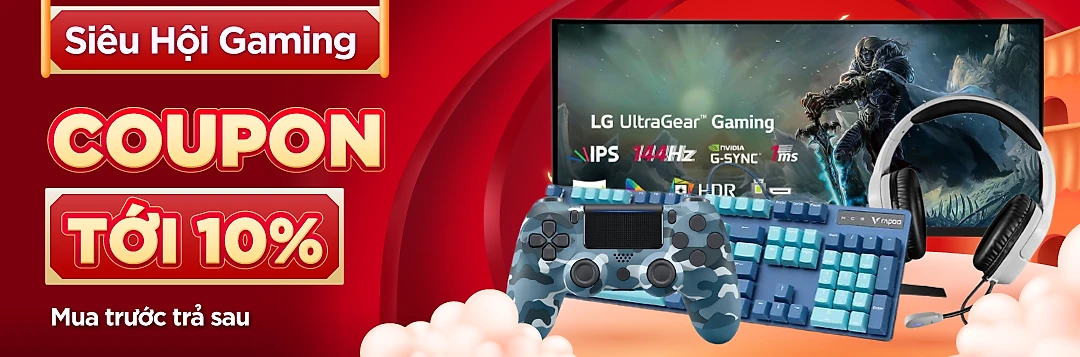 Siêu Hội Gaming
COUPON
TỚI 10%
Mua trước trả sau
LG UltraGear™ Gaming
IPS 144Hz NVIDIA G-SYNC™ 1ms
HDR
rapoo